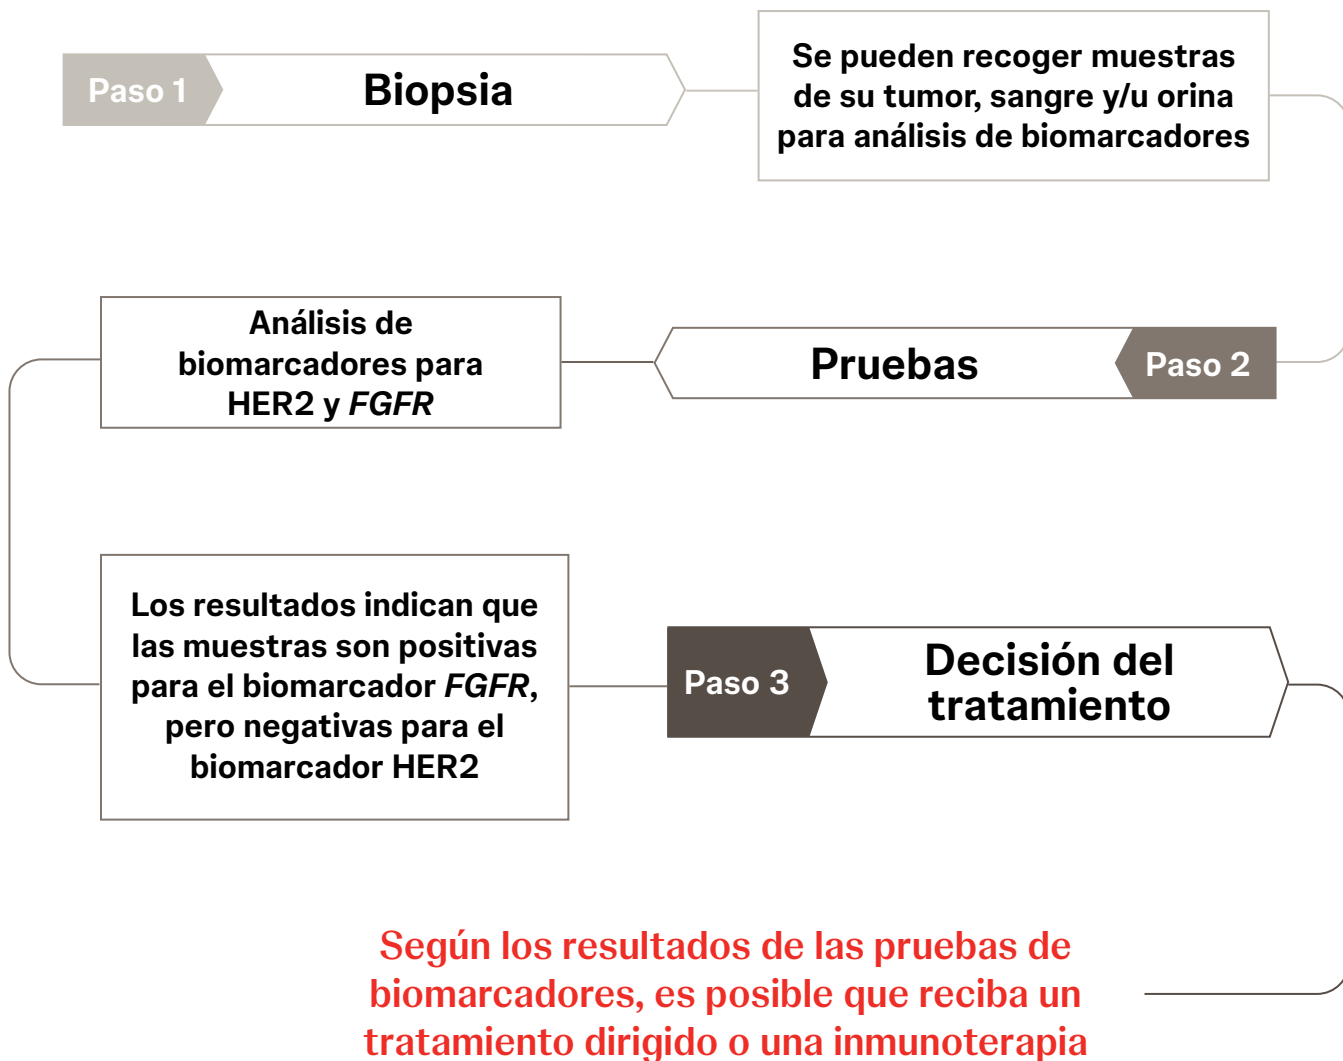 Paso 1
Biopsia
Se pueden recoger muestras
de su tumor, sangre y/u orina
para análisis de biomarcadores
Paso 2
Pruebas
Análisis de
biomarcadores para
HER2 y FGFR
Los resultados indican que
las muestras son positivas
para el biomarcador FGFR,
pero negativas para el
biomarcador HER2
Paso 3
Decisión del
tratamiento
Según los resultados de las pruebas de
biomarcadores, es posible que reciba un
tratamiento dirigido o una inmunoterapia